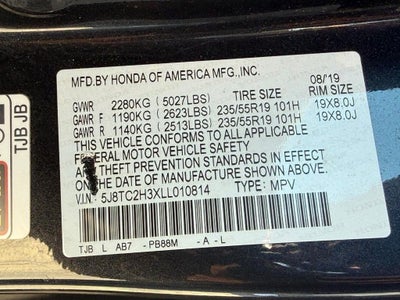 MFD.BY HONDA OF AMERICA MFG.,INC.
08/19
GVWR 2280KG (5027LBS) TIRE SIZE RIM SIZE
GAWR F 1190KG (2623LBS) 235/55R19 101H 19X8.0J
GAWR R 1140KG (2513LBS) 235/55R19 101H 19X8.0J
THIS VEHICLE CONFORMS TO ALL APPLICABLE
FEDERAL MOTOR VEHICLE SAFETY
AND THEFT PREVENTION STANDARDS IN EFFECT
ON THE DATE OF MANUFACTURE SHOWN ABOVE.
V.I.N.: 5J8TC2H3XLL010814 TYPE: MPV
TJB L AB7 -PB88M -A -L
TJB JB